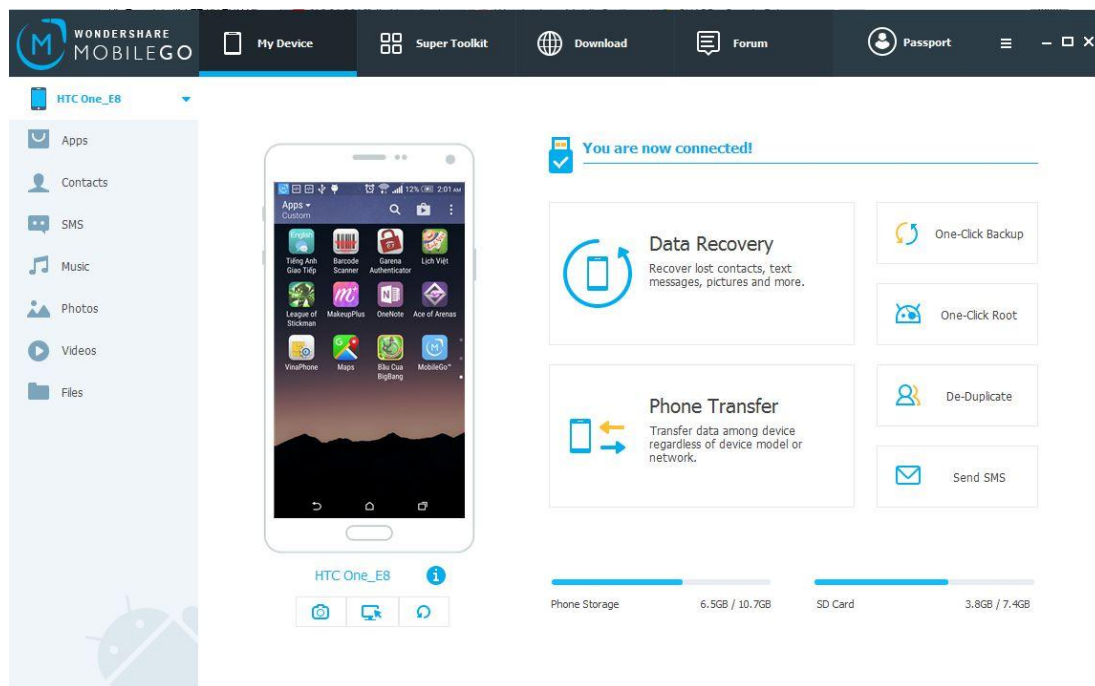 WONDERSHARE
MOBILEGO
My Device
Super Toolkit
Download
Forum
Passport
HTC One_E8
Apps
Contacts
SMS
Music
Photos
Videos
Files
12% 2:01 AM
Apps
Custom
English
Tiếng Anh
Giao Tiếp
Barcode
Scanner
Garena
Authenticator
Lịch Việt
League of
Stickman
MakeupPlus
OneNote
Ace of Arenas
VinaPhone
Maps
Bầu Cua
BigBang
MobileGo™
HTC One_E8
You are now connected!
Data Recovery
Recover lost contacts, text
messages, pictures and more.
Phone Transfer
Transfer data among device
regardless of device model or
network.
One-Click Backup
One-Click Root
De-Duplicate
Send SMS
Phone Storage 6.5GB / 10.7GB
SD Card 3.8GB / 7.4GB